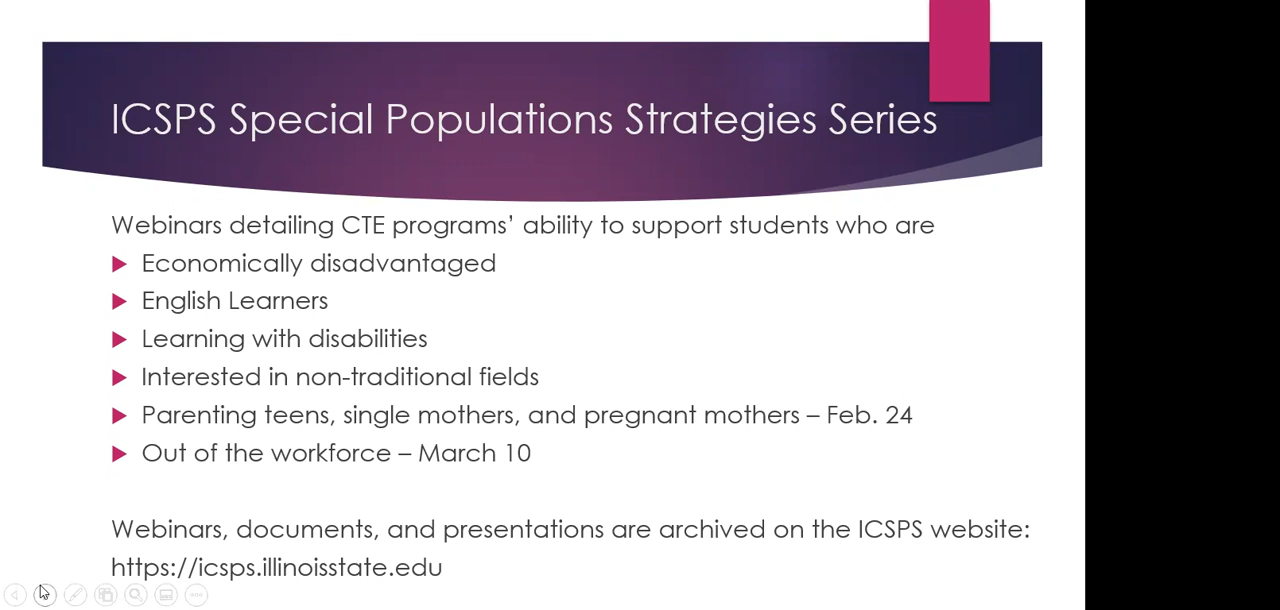 ICSPS Special Populations Strategies Series
Webinars detailing CTE programs’ ability to support students who are
Economically disadvantaged
English Learners
Learning with disabilities
Interested in non-traditional fields
Parenting teens, single mothers, and pregnant mothers – Feb. 24
Out of the workforce – March 10
Webinars, documents, and presentations are archived on the ICSPS website:
https://icsps.illinoisstate.edu